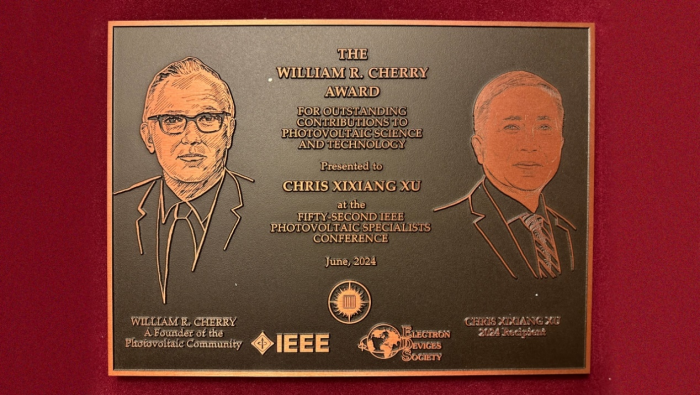 THE
WILLIAM R. CHERRY
AWARD
FOR OUTSTANDING
CONTRIBUTIONS TO
PHOTOVOLTAIC SCIENCE
AND TECHNOLOGY
Presented to
CHRIS XIXIANG XU
at the
FIFTY-SECOND IEEE
PHOTOVOLTAIC SPECIALISTS
CONFERENCE
June, 2024
WILLIAM R. CHERRY
A Founder of the
Photovoltaic Community
IEEE
THE
ELECTRON
DEVICES
SOCIETY
CHRIS XIXIANG XU
2024 Recipient